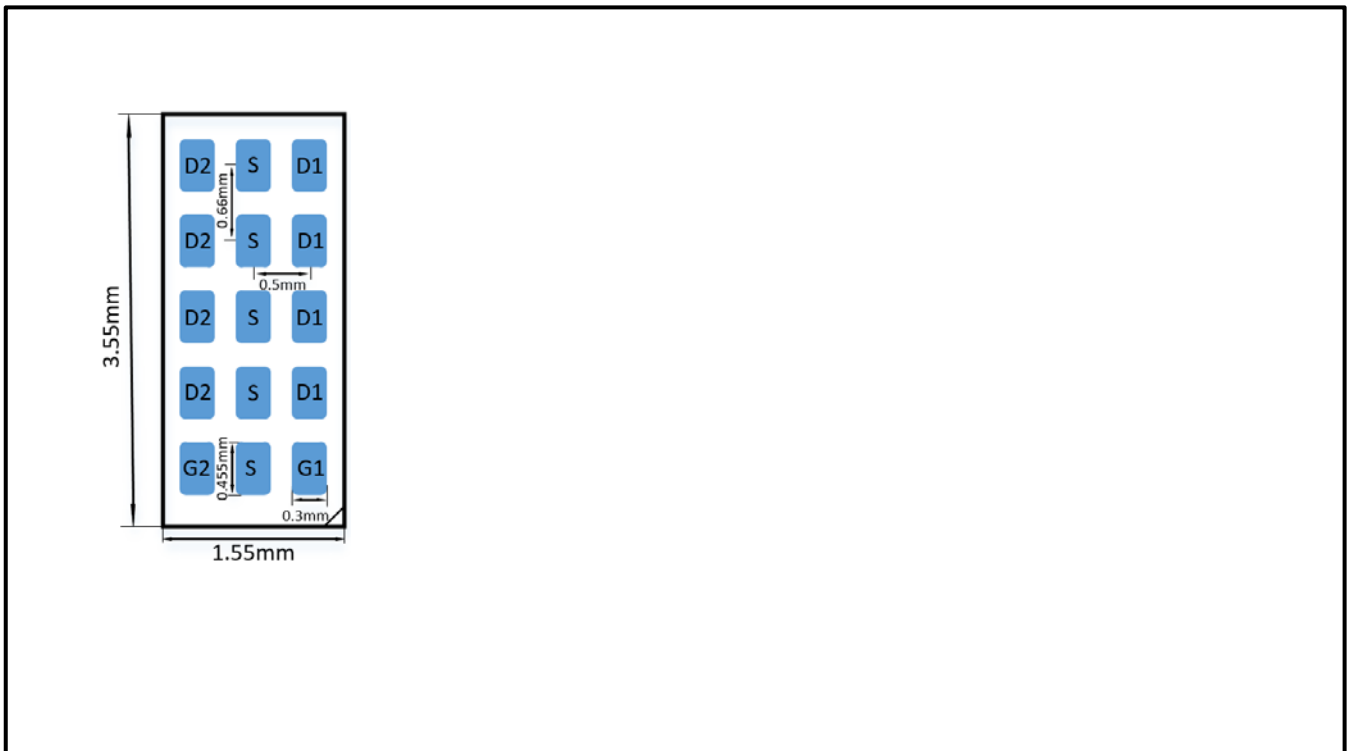 D2 S D1
0.66mm
D2 S D1
0.5mm
D2 S D1
3.55mm
D2 S D1
G2 0.455mm S G1
0.3mm
1.55mm